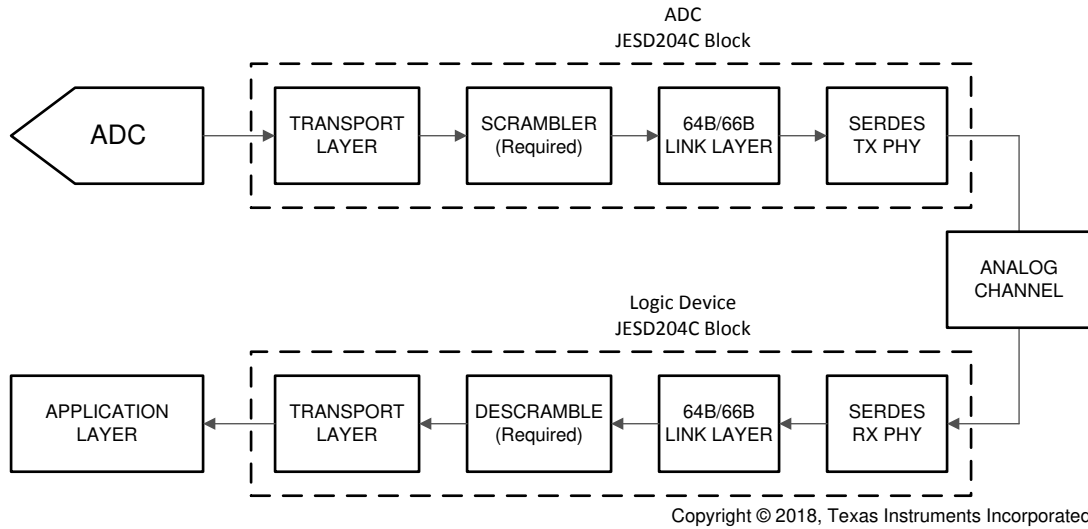 ADC
JESD204C Block
ADC
TRANSPORT
LAYER
SCRAMBLER
(Required)
64B/66B
LINK LAYER
SERDES
TX PHY
ANALOG
CHANNEL
Logic Device
JESD204C Block
APPLICATION
LAYER
TRANSPORT
LAYER
DESCRAMBLE
(Required)
64B/66B
LINK LAYER
SERDES
RX PHY
Copyright © 2018, Texas Instruments Incorporated